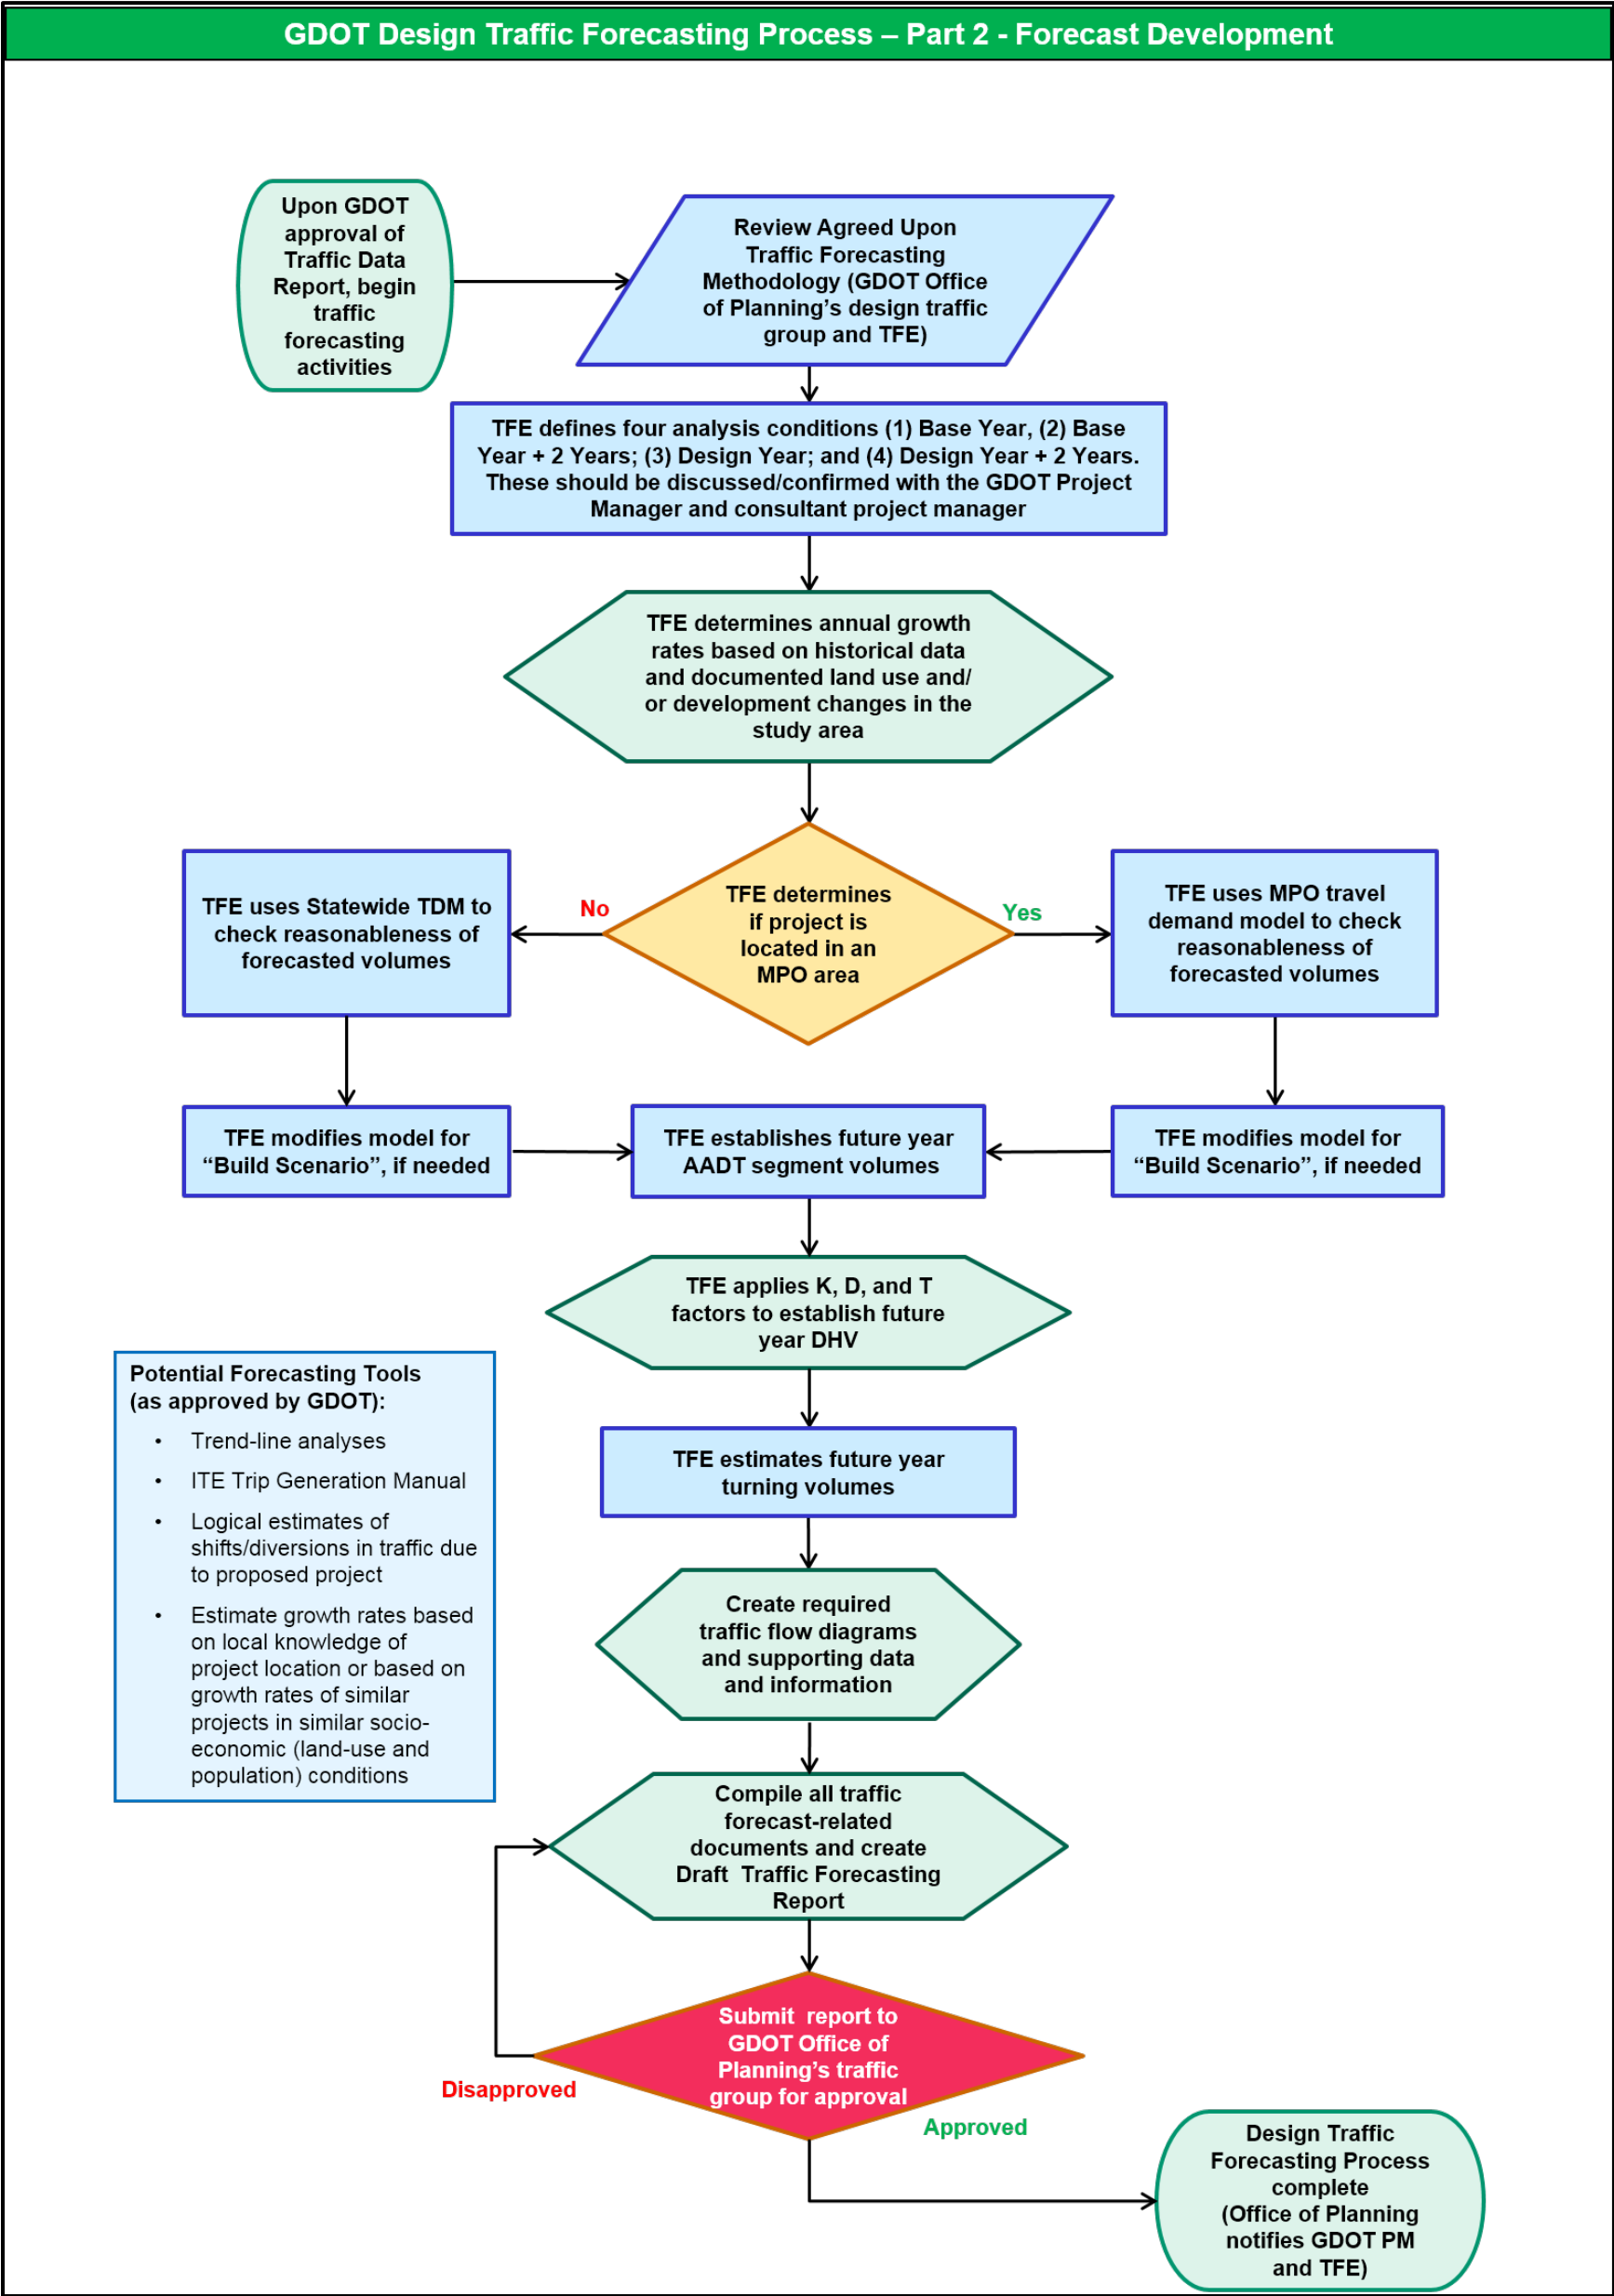 GDOT Design Traffic Forecasting Process – Part 2 - Forecast Development
Upon GDOT
approval of
Traffic Data
Report, begin
traffic
forecasting
activities
Review Agreed Upon
Traffic Forecasting
Methodology (GDOT Office
of Planning’s design traffic
group and TFE)
TFE defines four analysis conditions (1) Base Year, (2) Base
Year + 2 Years; (3) Design Year; and (4) Design Year + 2 Years.
These should be discussed/confirmed with the GDOT Project
Manager and consultant project manager
TFE determines annual growth
rates based on historical data
and documented land use and/
or development changes in the
study area
TFE determines
if project is
located in an
MPO area
No
Yes
TFE uses Statewide TDM to
check reasonableness of
forecasted volumes
TFE uses MPO travel
demand model to check
reasonableness of
forecasted volumes
TFE modifies model for
“Build Scenario”, if needed
TFE establishes future year
AADT segment volumes
TFE modifies model for
“Build Scenario”, if needed
TFE applies K, D, and T
factors to establish future
year DHV
Potential Forecasting Tools
(as approved by GDOT):
• Trend-line analyses
• ITE Trip Generation Manual
• Logical estimates of
shifts/diversions in traffic due
to proposed project
• Estimate growth rates based
on local knowledge of
project location or based on
growth rates of similar
projects in similar socio-
economic (land-use and
population) conditions
TFE estimates future year
turning volumes
Create required
traffic flow diagrams
and supporting data
and information
Compile all traffic
forecast-related
documents and create
Draft  Traffic Forecasting
Report
Submit  report to
GDOT Office of
Planning’s traffic
group for approval
Disapproved
Approved
Design Traffic
Forecasting Process
complete
(Office of Planning
notifies GDOT PM
and TFE)